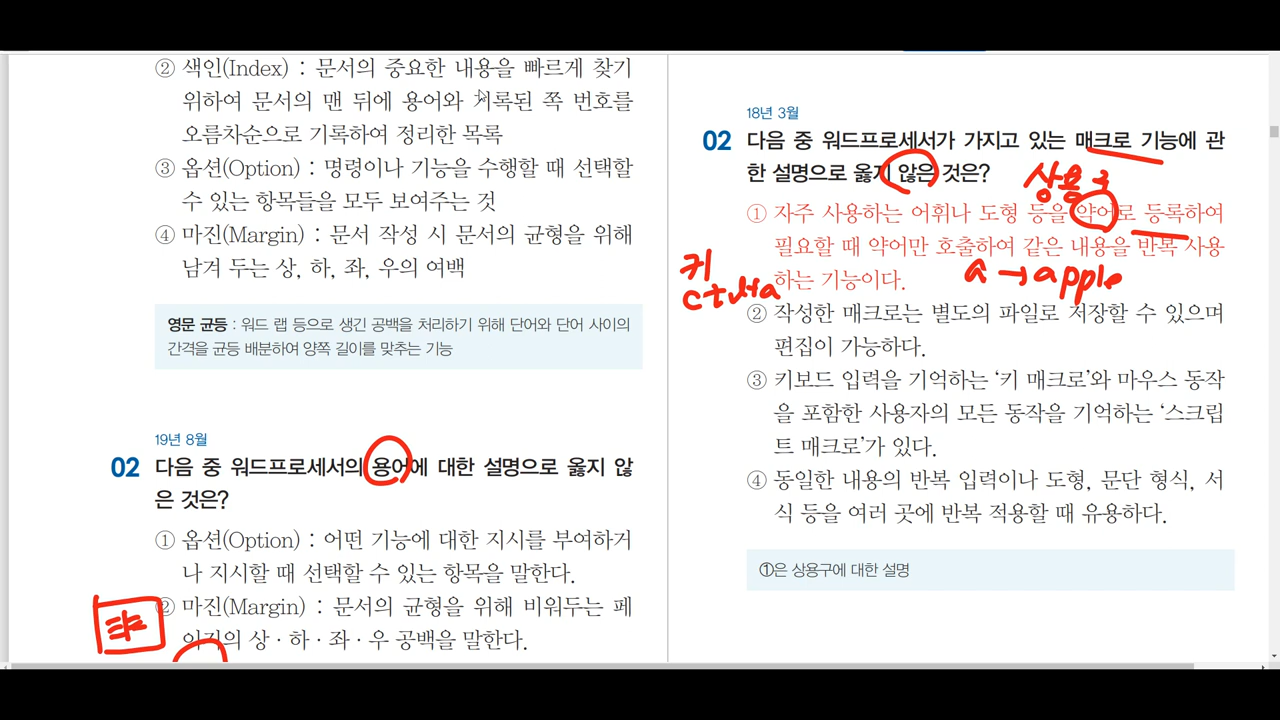 ② 색인(Index) : 문서의 중요한 내용을 빠르게 찾기
위하여 문서의 맨 뒤에 용어와 수록된 쪽 번호를
오름차순으로 기록하여 정리한 목록
③ 옵션(Option) : 명령이나 기능을 수행할 때 선택할
수 있는 항목들을 모두 보여주는 것
④ 마진(Margin) : 문서 작성 시 문서의 균형을 위해
남겨 두는 상, 하, 좌, 우의 여백
영문 균등 : 워드 랩 등으로 생긴 공백을 처리하기 위해 단어와 단어 사이의
간격을 균등 배분하여 양쪽 길이를 맞추는 기능
19년 8월
02 다음 중 워드프로세서의 용어에 대한 설명으로 옳지 않
은 것은?
① 옵션(Option) : 어떤 기능에 대한 지시를 부여하거
나 지시할 때 선택할 수 있는 항목을 말한다.
② 마진(Margin) : 문서의 균형을 위해 비워두는 페
이지의 상·하·좌·우 공백을 말한다.
18년 3월
02 다음 중 워드프로세서가 가지고 있는 매크로 기능에 관
한 설명으로 옳지 않은 것은?
상용구
① 자주 사용하는 어휘나 도형 등을 약어로 등록하여
필요할 때 약어만 호출하여 같은 내용을 반복 사용
하는 기능이다.
키
a → apple
② 작성한 매크로는 별도의 파일로 저장할 수 있으며
편집이 가능하다.
③ 키보드 입력을 기억하는 ‘키 매크로’와 마우스 동작
을 포함한 사용자의 모든 동작을 기억하는 ‘스크립
트 매크로’가 있다.
④ 동일한 내용의 반복 입력이나 도형, 문단 형식, 서
식 등을 여러 곳에 반복 적용할 때 유용하다.
①은 상용구에 대한 설명